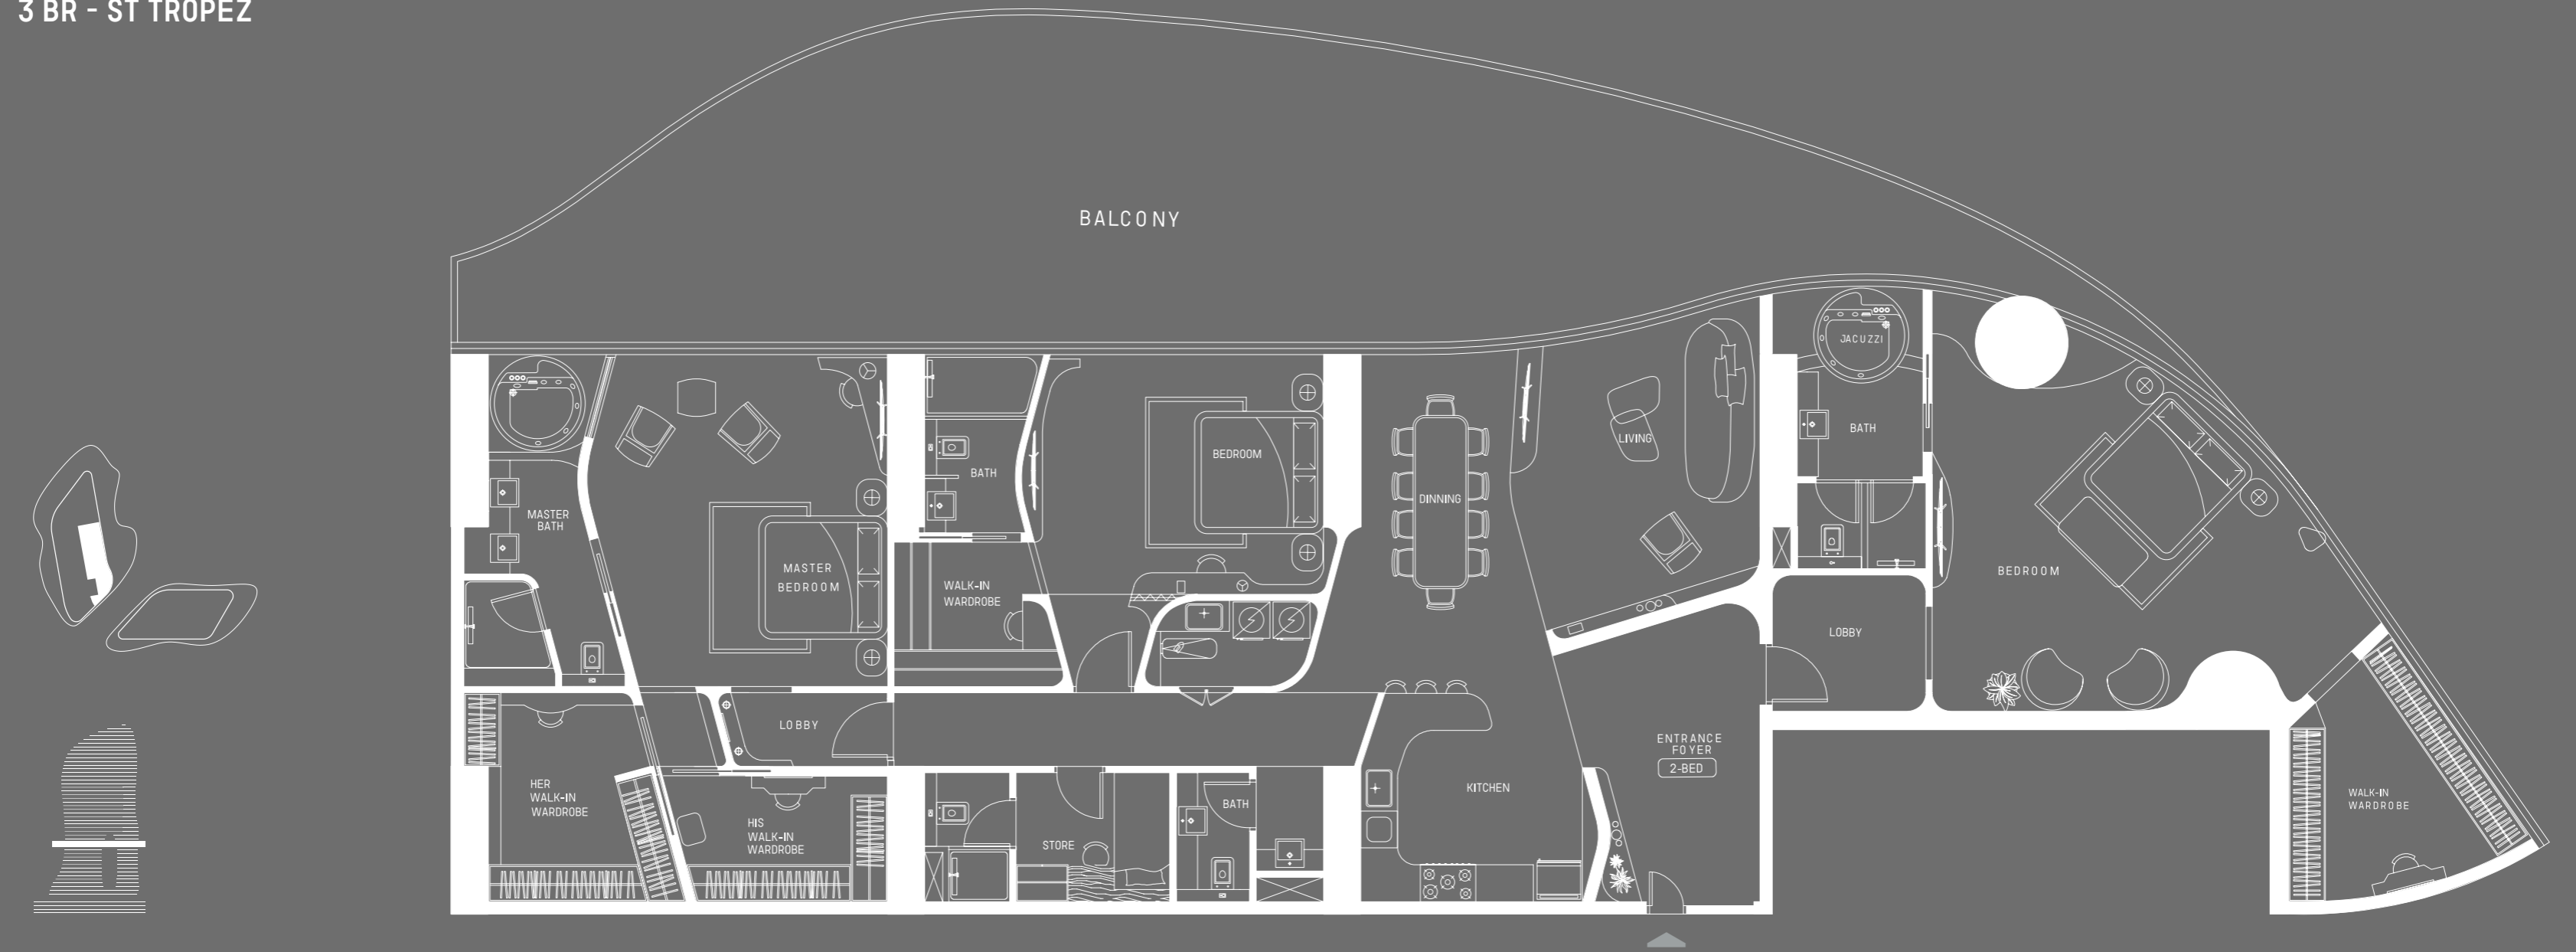 3 BR - ST TROPEZ
BALCONY
JACUZZI
BATH
LIVING
BEDROOM
BATH
DINNING
MASTER
BATH
MASTER
BEDROOM
WALK-IN
WARDROBE
BEDROOM
LOBBY
LOBBY
ENTRANCE
FOYER
2-BED
HER
WALK-IN
WARDROBE
HIS
WALK-IN
WARDROBE
STORE
BATH
KITCHEN
WALK-IN
WARDROBE